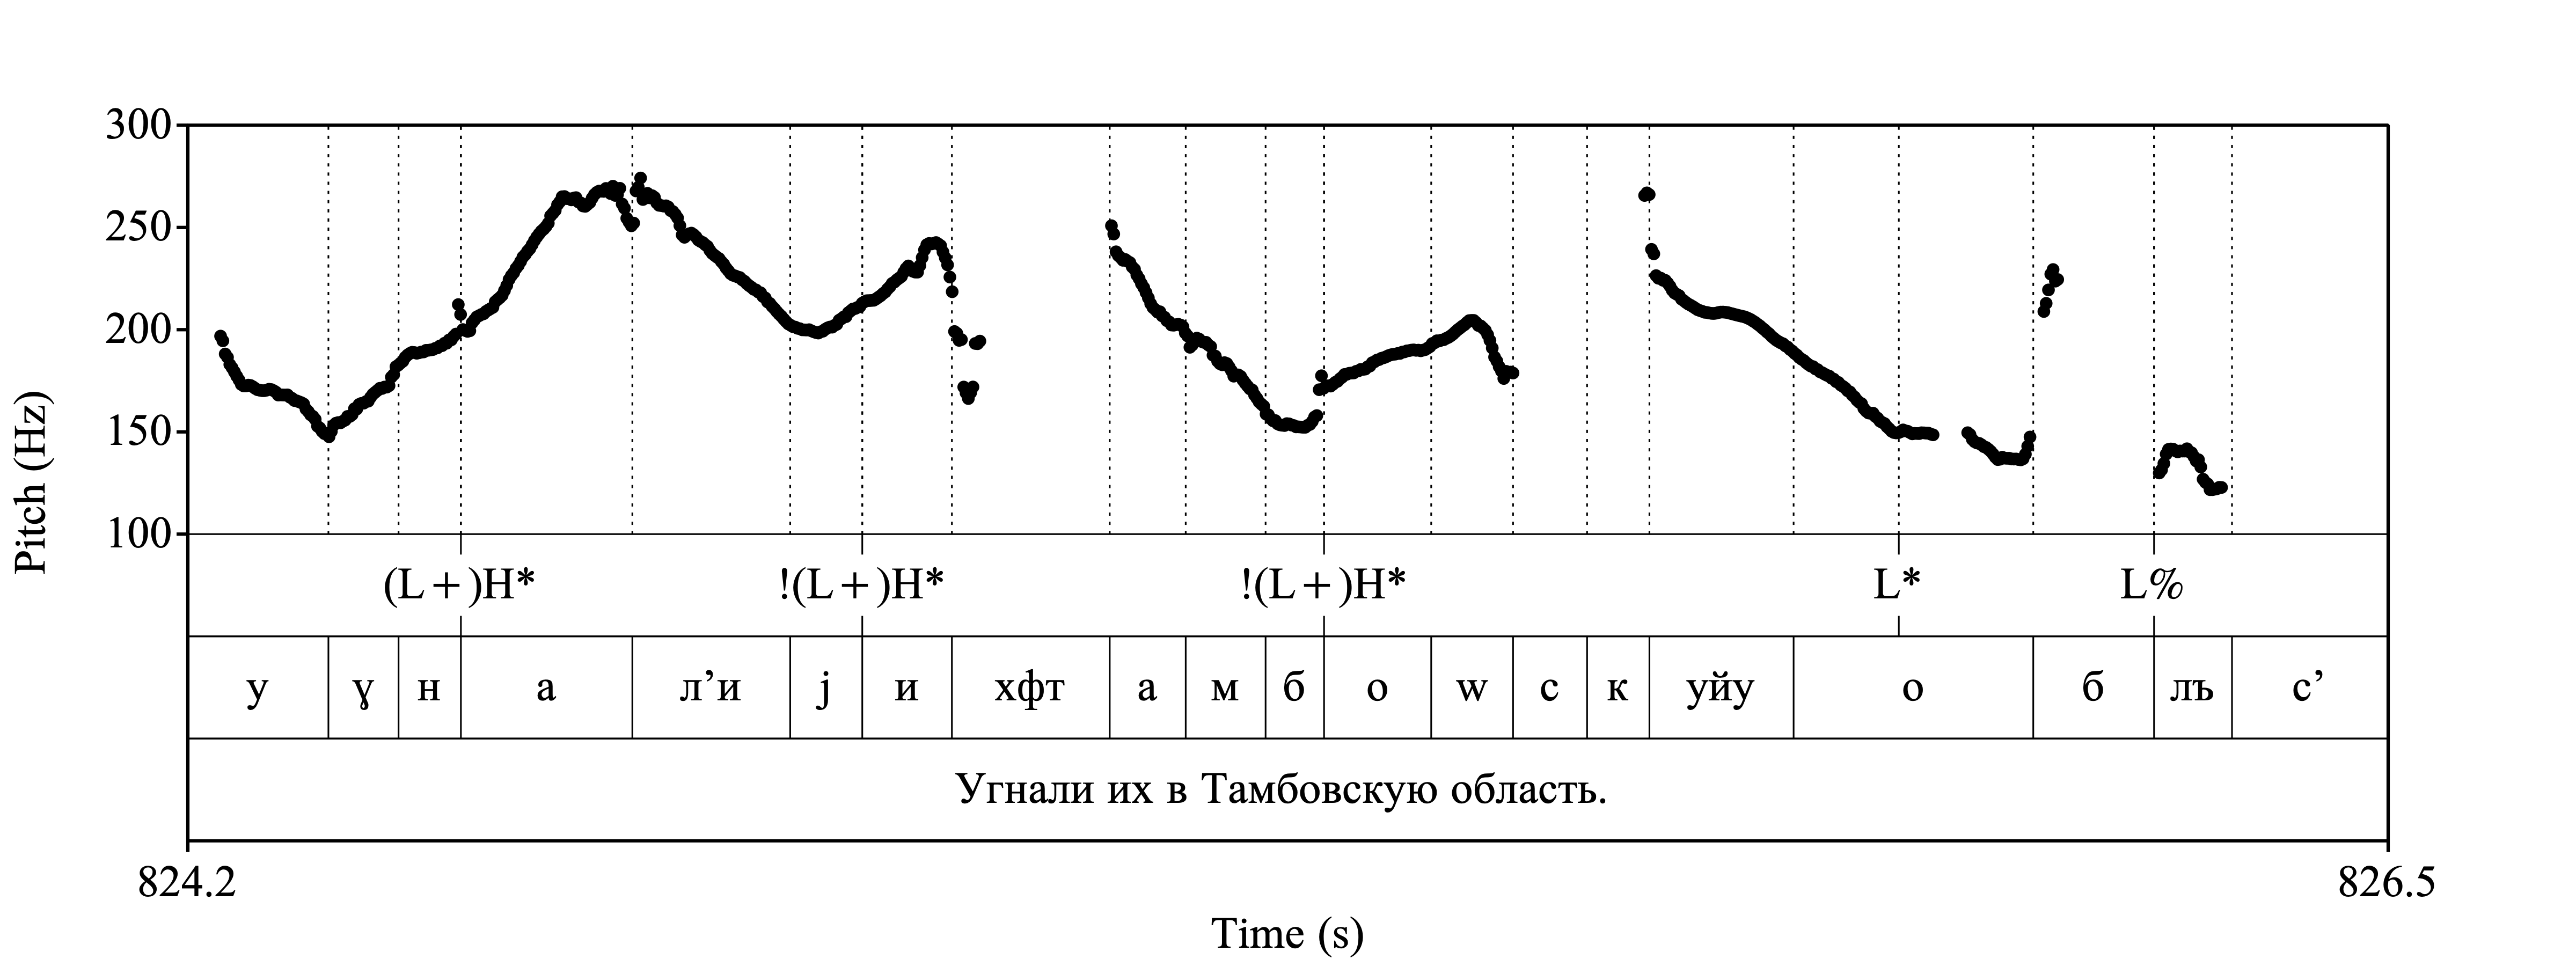 300
250
200
150
100
Pitch (Hz)
(L+)H* !(L+)H* !(L+)H* L* L%
у ɣ н а л’и j и хфт а м б о w с к уйу о б лъ с’
Угнали их в Тамбовскую область.
824.2 826.5
Time (s)